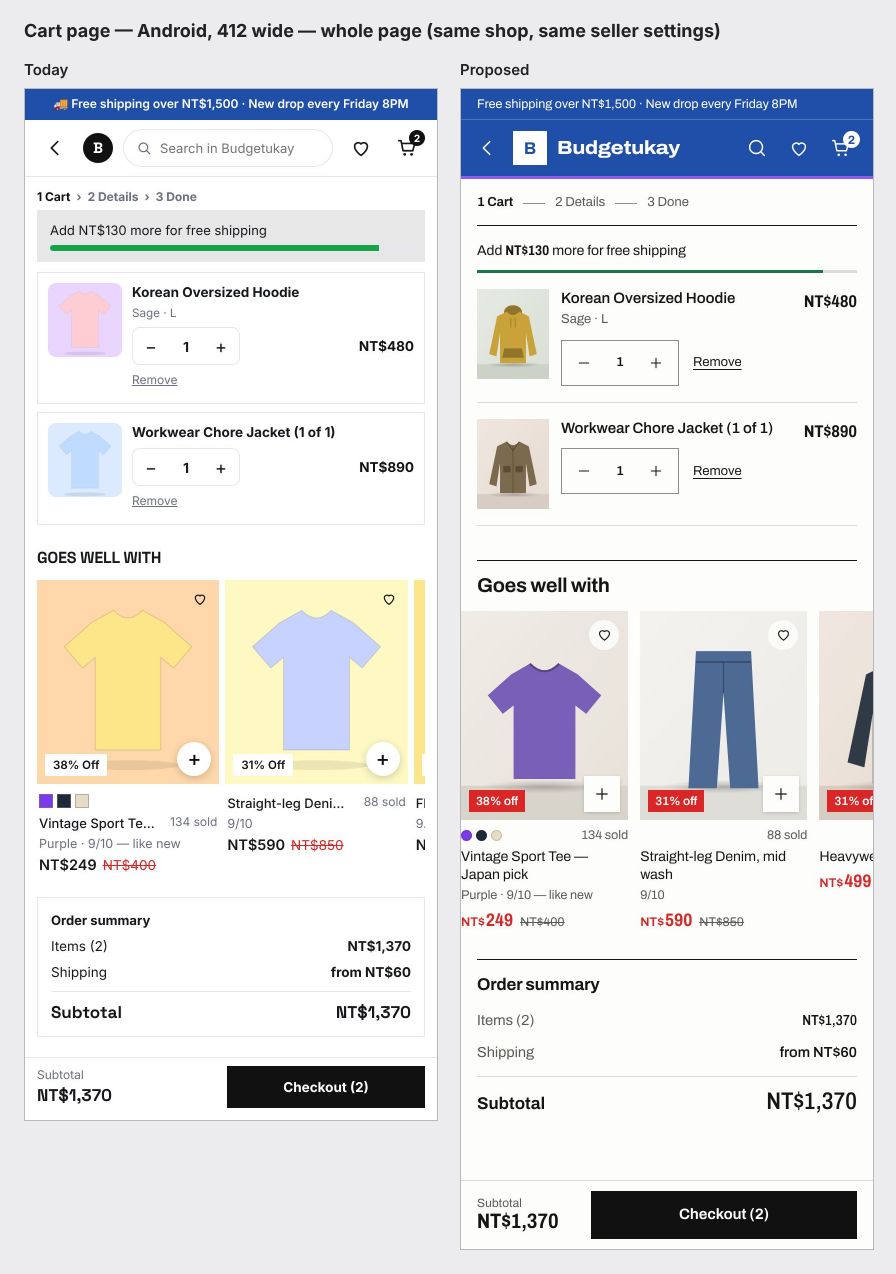 Cart page — Android, 412 wide — whole page (same shop, same seller settings)
Today
🚚 Free shipping over NT$1,500 · New drop every Friday 8PM
B
Search in Budgetukay
2
1 Cart › 2 Details › 3 Done
Add NT$130 more for free shipping
Korean Oversized Hoodie
Sage · L
− 1 +
NT$480
Remove
Workwear Chore Jacket (1 of 1)
− 1 +
NT$890
Remove
GOES WELL WITH
38% Off
+
31% Off
+
Vintage Sport Te... 134 sold
Purple · 9/10 — like new
NT$249 NT$400
Straight-leg Deni... 88 sold
9/10
NT$590 NT$850
Fl
9.
N
Order summary
Items (2) NT$1,370
Shipping from NT$60
Subtotal NT$1,370
Subtotal
NT$1,370
Checkout (2)
Proposed
Free shipping over NT$1,500 · New drop every Friday 8PM
B Budgetukay
2
1 Cart — 2 Details — 3 Done
Add NT$130 more for free shipping
Korean Oversized Hoodie NT$480
Sage · L
− 1 + Remove
Workwear Chore Jacket (1 of 1) NT$890
− 1 + Remove
Goes well with
38% off
+
31% off
+
31% of
134 sold
Vintage Sport Tee —
Japan pick
Purple · 9/10 — like new
NT$249 NT$400
88 sold
Straight-leg Denim, mid
wash
9/10
NT$590 NT$850
Heavywe
NT$499
Order summary
Items (2) NT$1,370
Shipping from NT$60
Subtotal NT$1,370
Subtotal
NT$1,370
Checkout (2)